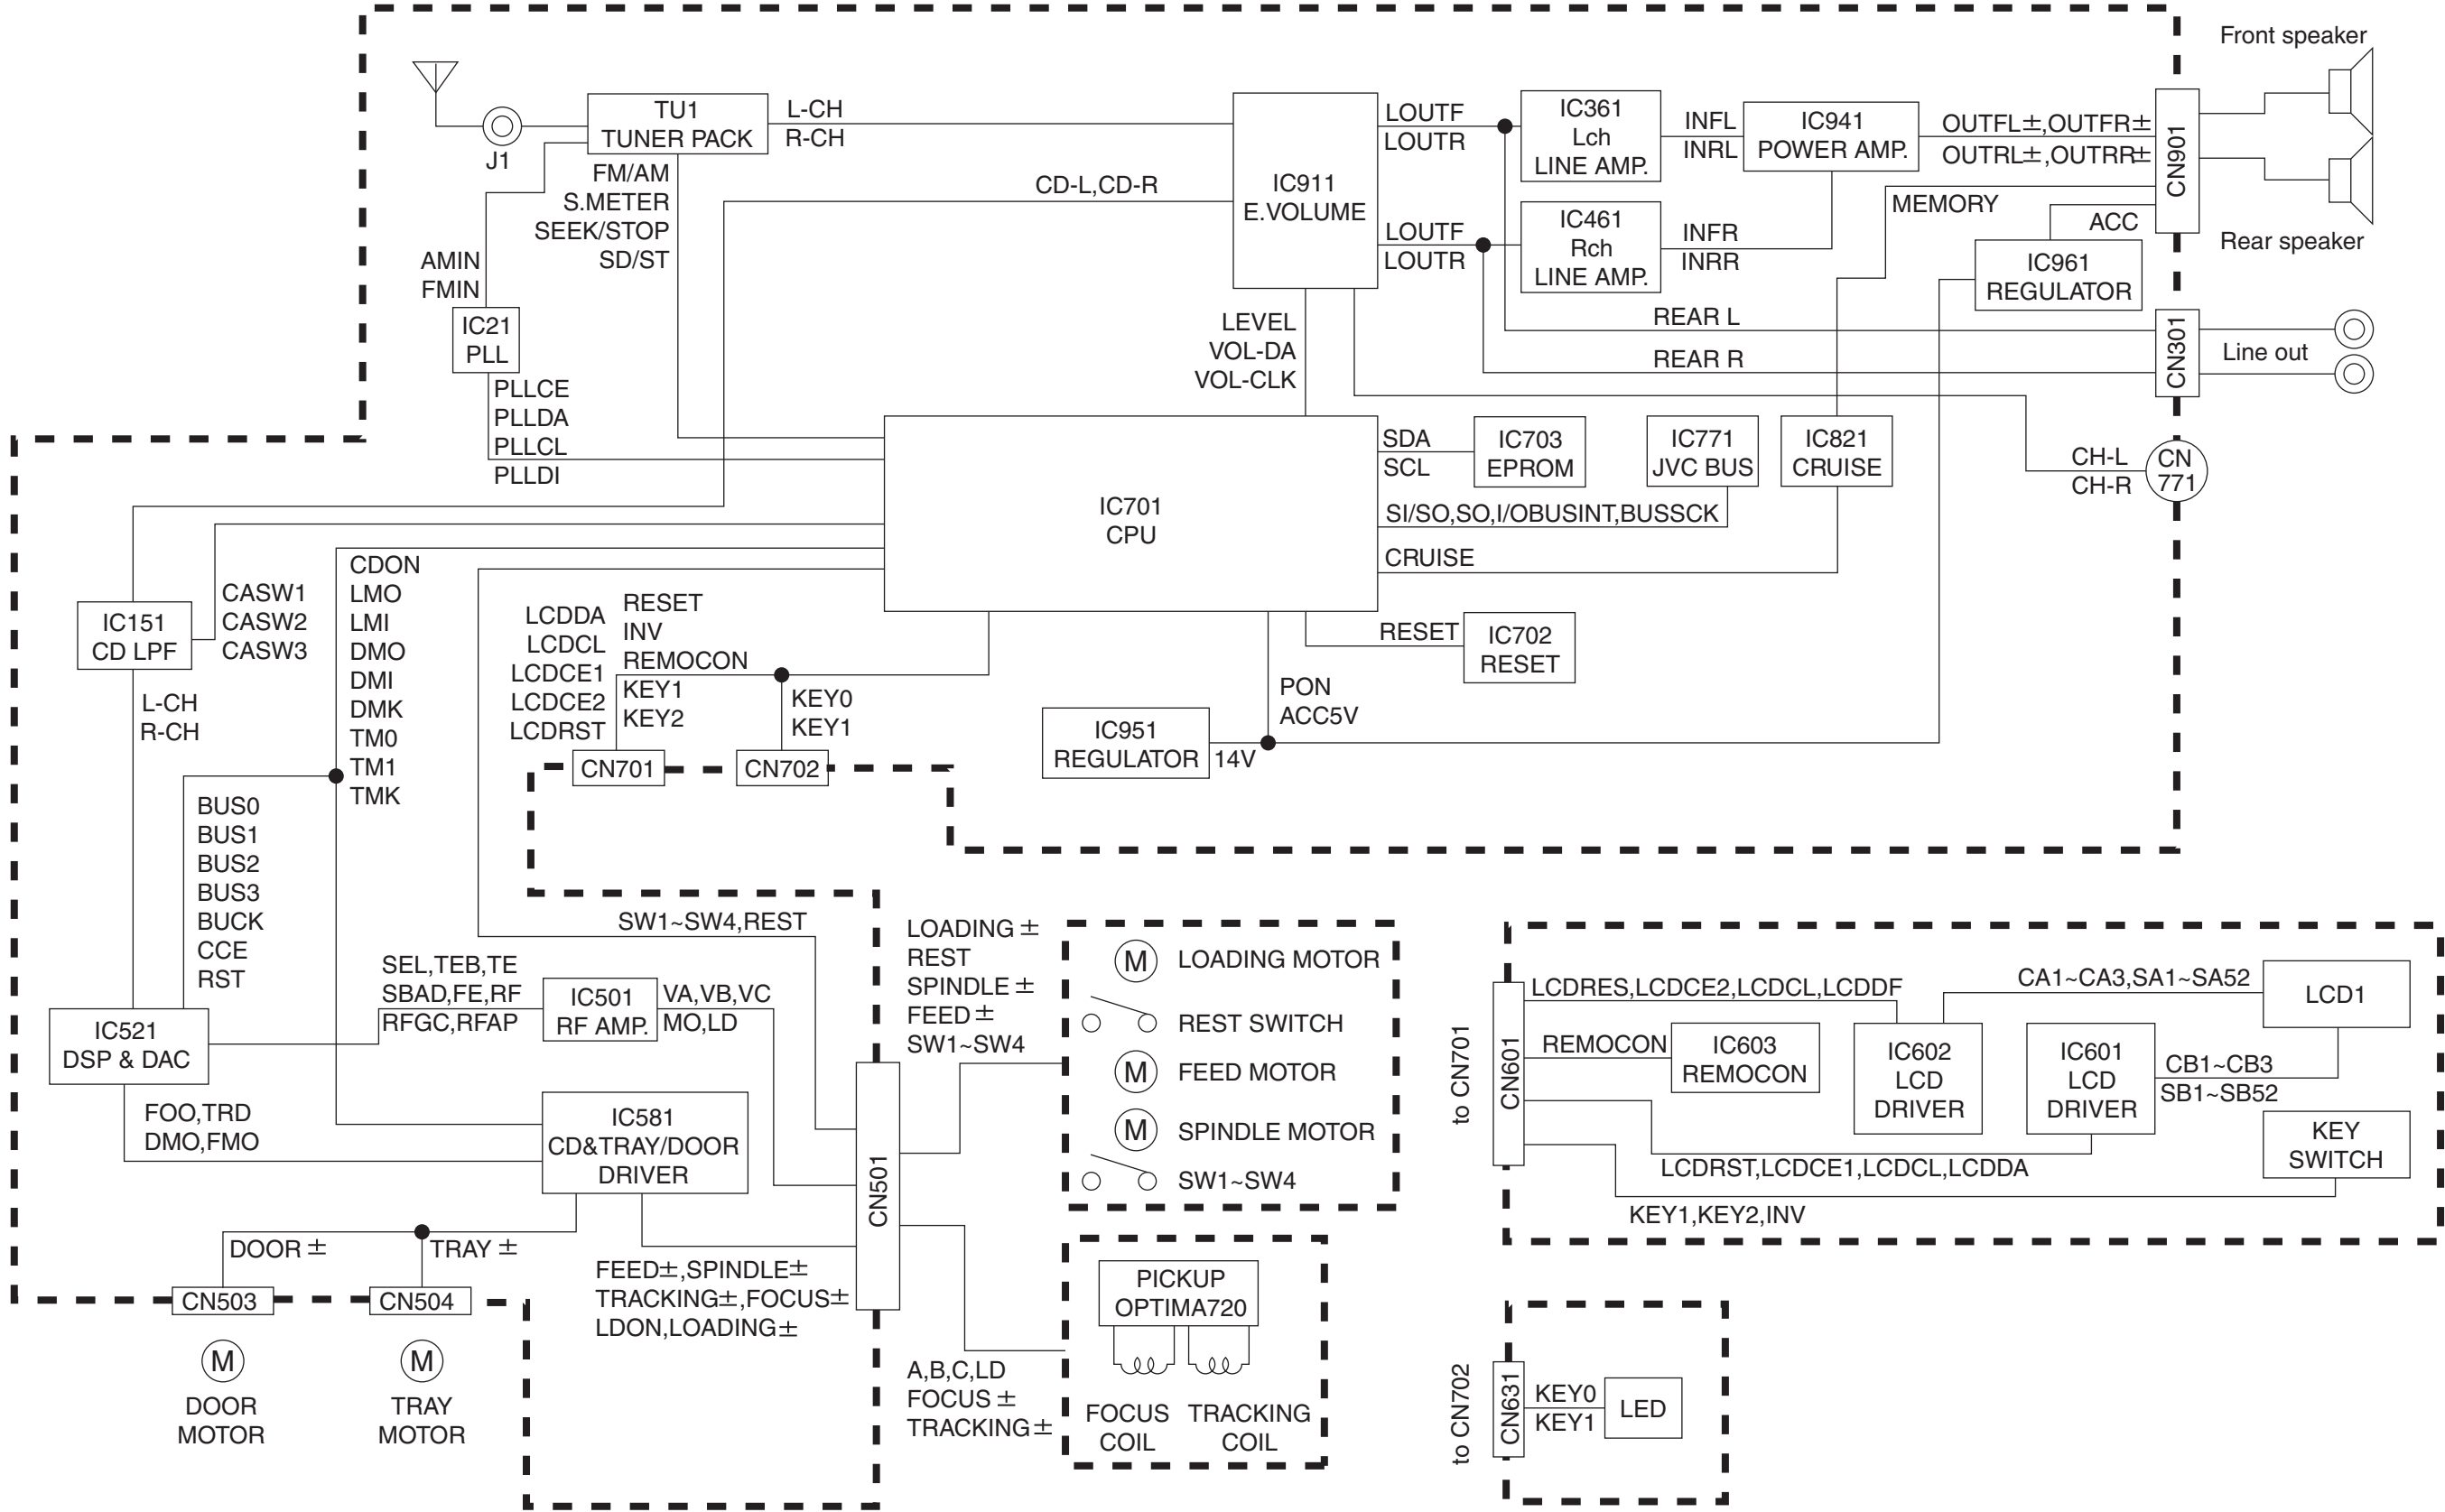 Front speaker
TU1
TUNER PACK
L-CH
R-CH
J1
FM/AM
S.METER
SEEK/STOP
SD/ST
AMIN
FMIN
IC21
PLL
PLLCE
PLLDA
PLLCL
PLLDI
CD-L,CD-R
IC911
E.VOLUME
LOUTF
LOUTR
LOUTF
LOUTR
IC361
Lch
LINE AMP.
INFL
INRL
IC941
POWER AMP.
OUTFL±,OUTFR±
OUTRL±,OUTRR±
CN901
IC461
Rch
LINE AMP.
INFR
INRR
MEMORY
ACC
IC961
REGULATOR
Rear speaker
REAR L
REAR R
CN301
Line out
LEVEL
VOL-DA
VOL-CLK
IC701
CPU
SDA
SCL
IC703
EPROM
IC771
JVC BUS
IC821
CRUISE
CH-L
CH-R
CN
771
SI/SO,SO,I/OBUSINT,BUSSCK
CRUISE
RESET
IC702
RESET
PON
ACC5V
IC951
REGULATOR
14V
IC151
CD LPF
CASW1
CASW2
CASW3
CDON
LMO
LMI
DMO
DMI
DMK
TM0
TM1
TMK
LCDDA
LCDCL
LCDCE1
LCDCE2
LCDRST
RESET
INV
REMOCON
KEY1
KEY2
KEY0
KEY1
CN701
CN702
L-CH
R-CH
BUS0
BUS1
BUS2
BUS3
BUCK
CCE
RST
IC521
DSP & DAC
SEL,TEB,TE
SBAD,FE,RF
RFGC,RFAP
IC501
RF AMP.
VA,VB,VC
MO,LD
SW1~SW4,REST
FOO,TRD
DMO,FMO
IC581
CD&TRAY/DOOR
DRIVER
CN501
DOOR ±
TRAY ±
CN503
CN504
M
DOOR
MOTOR
M
TRAY
MOTOR
FEED±,SPINDLE±
TRACKING±,FOCUS±
LDON,LOADING±
LOADING ±
REST
SPINDLE ±
FEED ±
SW1~SW4
M LOADING MOTOR
REST SWITCH
M FEED MOTOR
M SPINDLE MOTOR
SW1~SW4
A,B,C,LD
FOCUS ±
TRACKING ±
PICKUP
OPTIMA720
FOCUS
COIL
TRACKING
COIL
to CN701
CN601
LCDRES,LCDCE2,LCDCL,LCDDF
CA1~CA3,SA1~SA52
LCD1
REMOCON
IC603
REMOCON
IC602
LCD
DRIVER
IC601
LCD
DRIVER
CB1~CB3
SB1~SB52
LCDRST,LCDCE1,LCDCL,LCDDA
KEY
SWITCH
KEY1,KEY2,INV
to CN702
CN631
KEY0
KEY1
LED